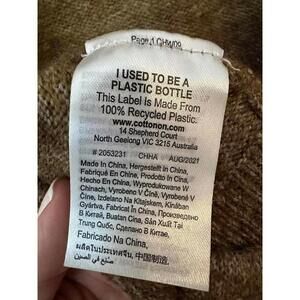 I USED TO BE A
PLASTIC BOTTLE
This Label Is Made From
100% Recycled Plastic.
www.cottonon.com
14 Shepherd Court
North Geelong VIC 3215 Australia
# 2053231 CHHA AUG/2021
Made In China, Hergestellt in China,
Fabriqué En Chine, Prodotto in Cina,
Hecho En China, Wyprodukowane W
Chinach, Vyrobeno V Číně, Vyrobené v
Číne, Izdelano Na Kitajskem, Kínában
Gyártva, Fabricat În China, Произведено
В Китай, Buatan Cina, Sản Xuất Tại
Trung Quốc, Сделано в Китае,
Fabricado Na China,
ผลิตในประเทศจีน, 中国制造,
صنع في الصين